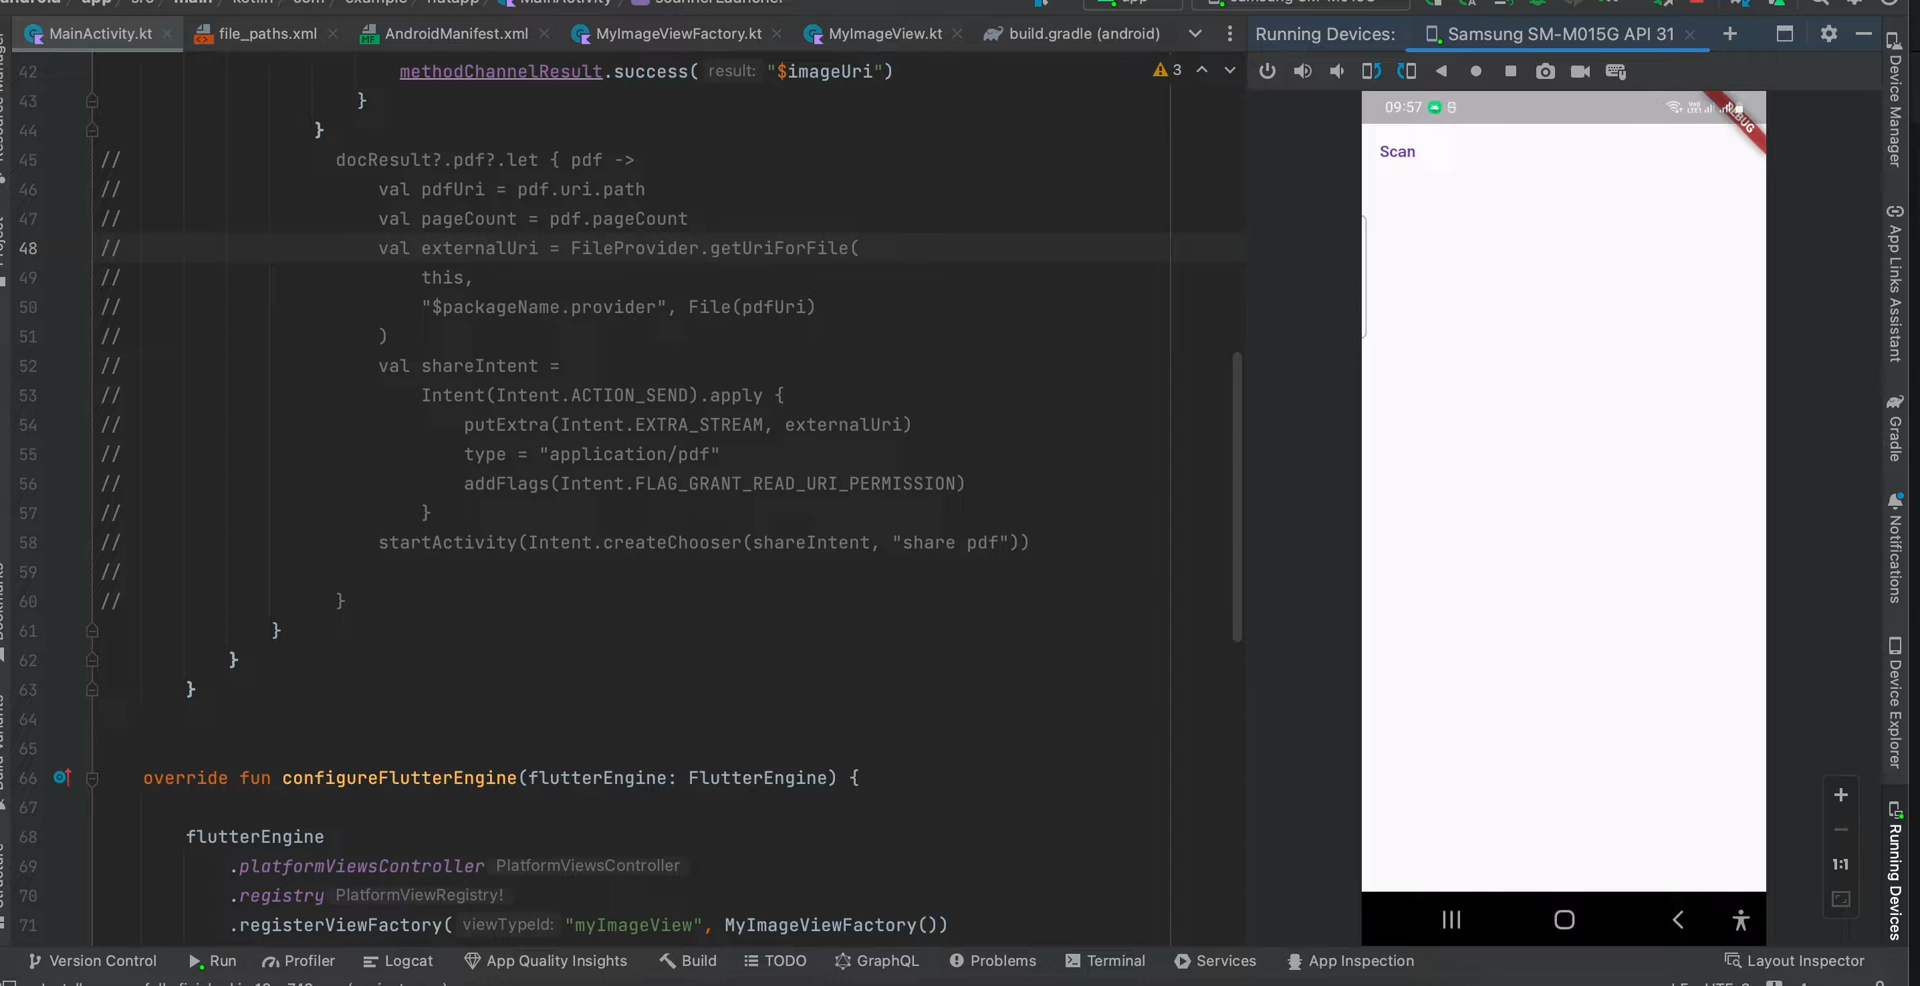 MainActivity.kt file_paths.xml AndroidManifest.xml MyImageViewFactory.kt MyImageView.kt build.gradle (android) Running Devices: Samsung SM-M015G API 31
42 methodChannelResult.success( result: "$imageUri") 3
43 }
44 }
45 // docResult?.pdf?.let { pdf ->
46 // val pdfUri = pdf.uri.path
47 // val pageCount = pdf.pageCount
48 // val externalUri = FileProvider.getUriForFile(
49 // this,
50 // "$packageName.provider", File(pdfUri)
51 // )
52 // val shareIntent =
53 // Intent(Intent.ACTION_SEND).apply {
54 // putExtra(Intent.EXTRA_STREAM, externalUri)
55 // type = "application/pdf"
56 // addFlags(Intent.FLAG_GRANT_READ_URI_PERMISSION)
57 // }
58 // startActivity(Intent.createChooser(shareIntent, "share pdf"))
59 //
60 // }
61 }
62 }
63 }
64
65
66 override fun configureFlutterEngine(flutterEngine: FlutterEngine) {
67
68 flutterEngine
69 .platformViewsController PlatformViewsController
70 .registry PlatformViewRegistry!
71 .registerViewFactory( viewTypeId: "myImageView", MyImageViewFactory())
09:57
Scan
1:1
Device Manager
App Links Assistant
Gradle
Notifications
Device Explorer
Running Devices
Version Control Run Profiler Logcat App Quality Insights Build TODO GraphQL Problems Terminal Services App Inspection Layout Inspector